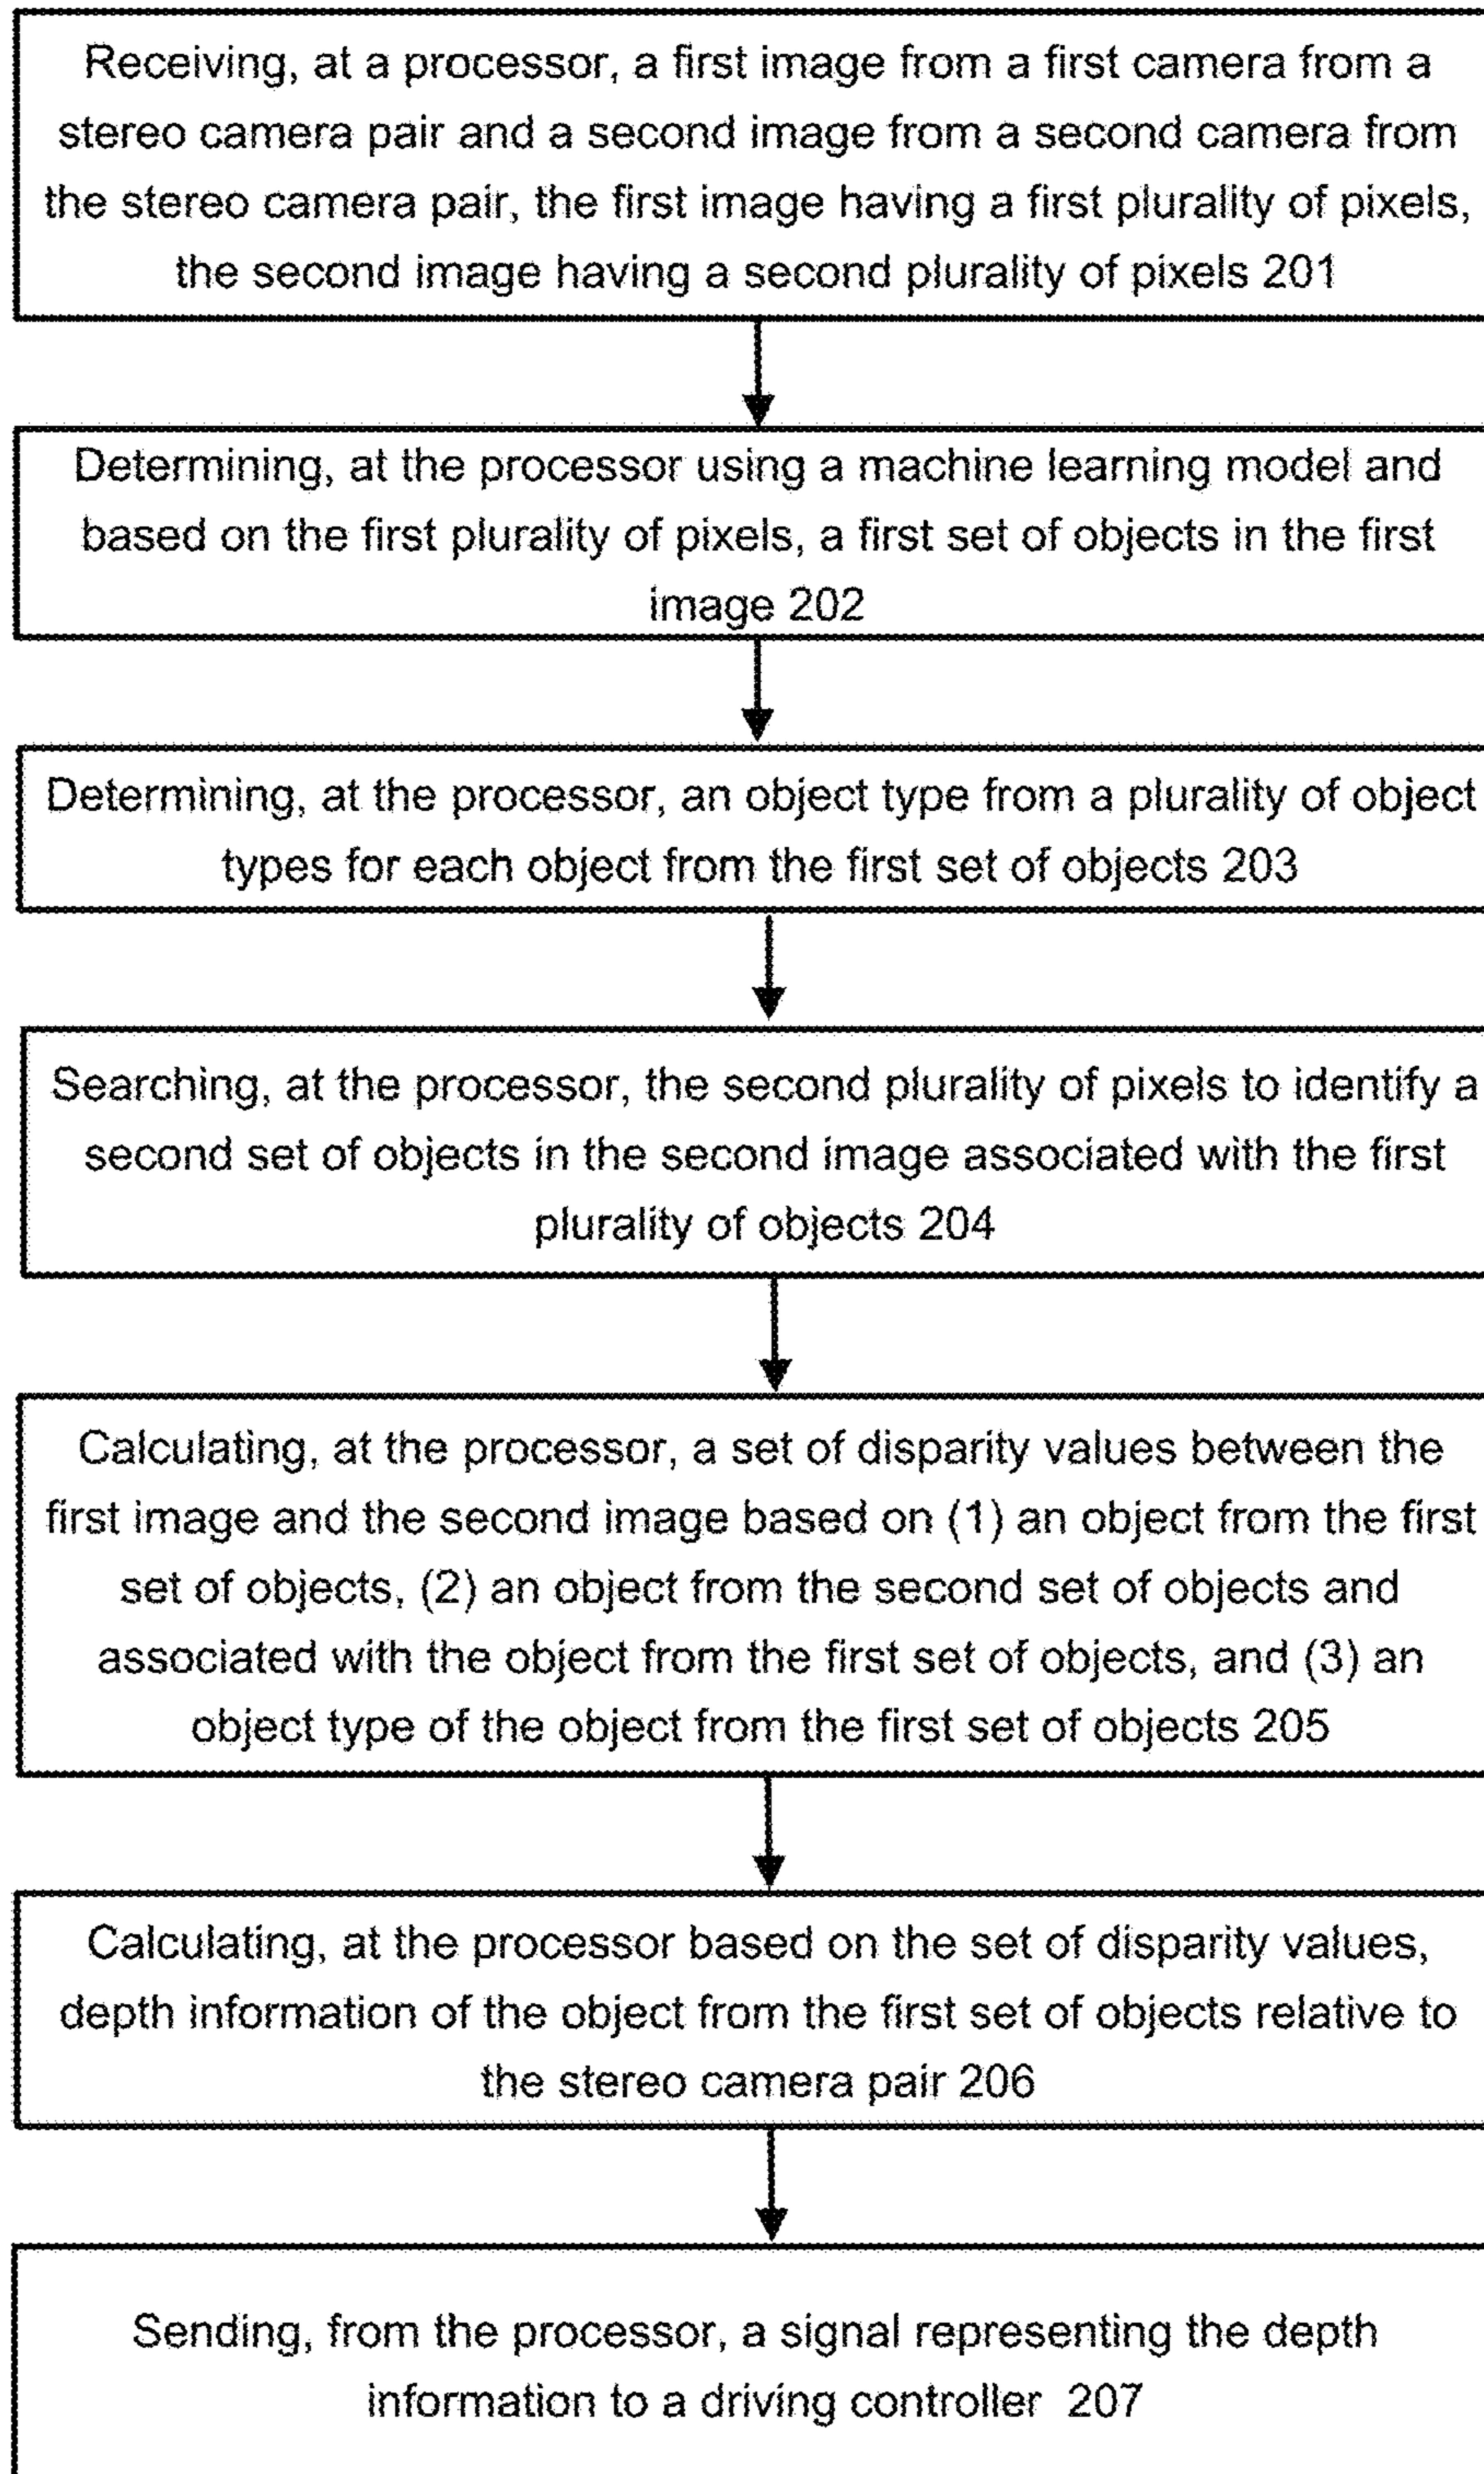 Receiving, at a processor, a first image from a first camera from a
stereo camera pair and a second image from a second camera from
the stereo camera pair, the first image having a first plurality of pixels,
the second image having a second plurality of pixels 201
Determining, at the processor using a machine learning model and
based on the first plurality of pixels, a first set of objects in the first
image 202
Determining, at the processor, an object type from a plurality of object
types for each object from the first set of objects 203
Searching, at the processor, the second plurality of pixels to identify a
second set of objects in the second image associated with the first
plurality of objects 204
Calculating, at the processor, a set of disparity values between the
first image and the second image based on (1) an object from the first
set of objects, (2) an object from the second set of objects and
associated with the object from the first set of objects, and (3) an
object type of the object from the first set of objects 205
Calculating, at the processor based on the set of disparity values,
depth information of the object from the first set of objects relative to
the stereo camera pair 206
Sending, from the processor, a signal representing the depth
information to a driving controller 207